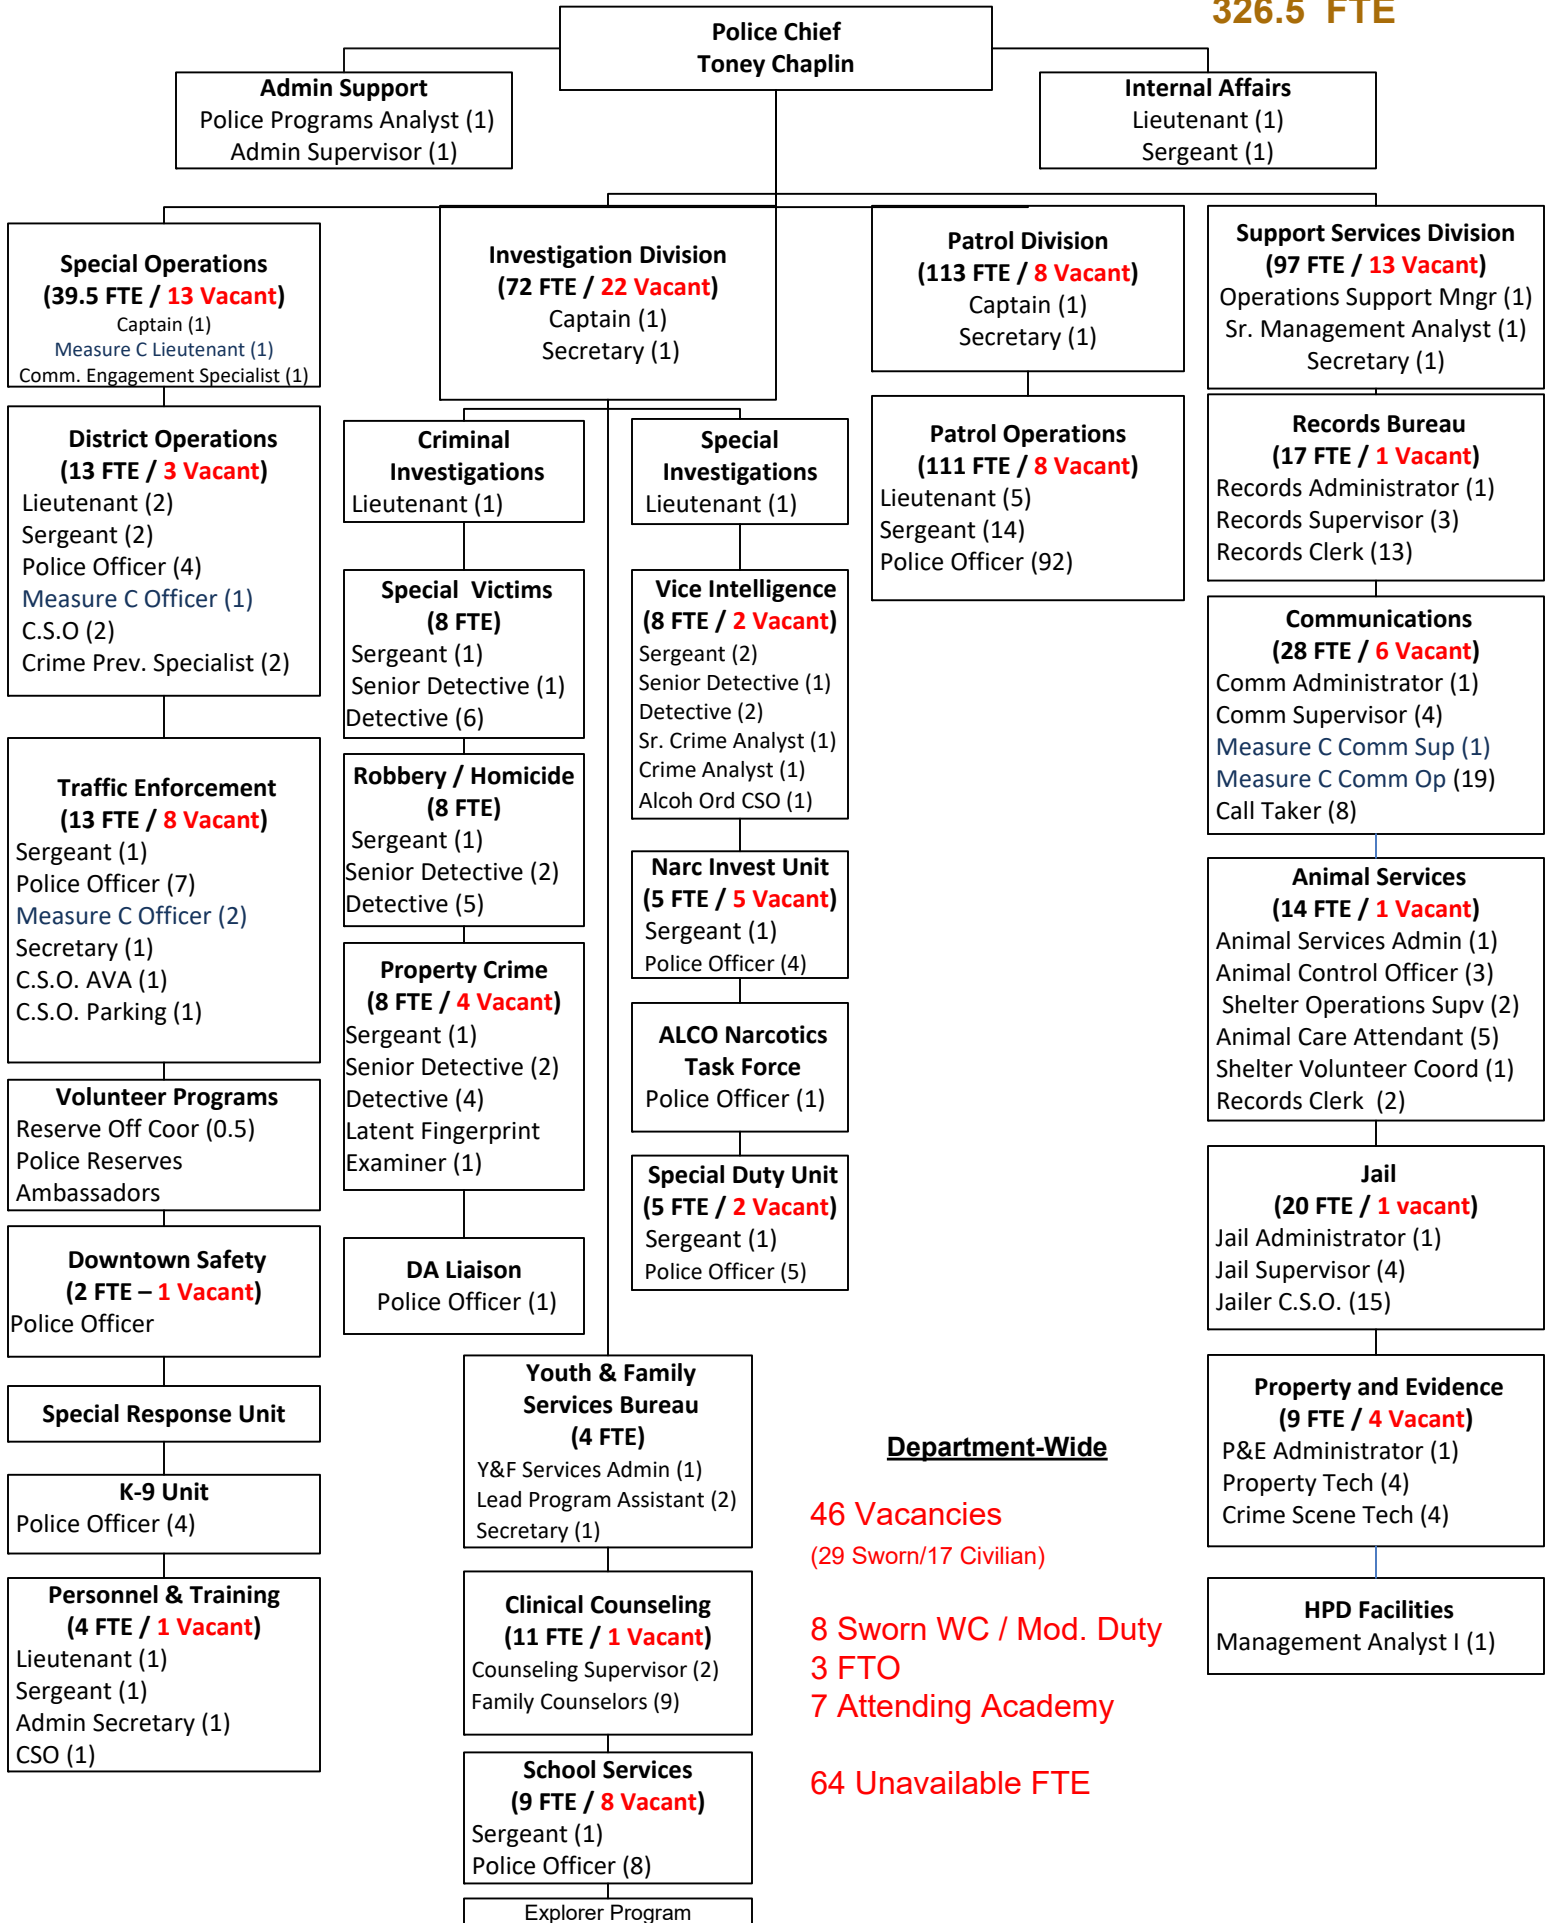 326.5 FTE
Police Chief
Toney Chaplin
Admin Support
Police Programs Analyst (1)
Admin Supervisor (1)
Internal Affairs
Lieutenant (1)
Sergeant (1)
Special Operations
(39.5 FTE / 13 Vacant)
Captain (1)
Measure C Lieutenant (1)
Comm. Engagement Specialist (1)
District Operations
(13 FTE / 3 Vacant)
Lieutenant (2)
Sergeant (2)
Police Officer (4)
Measure C Officer (1)
C.S.O (2)
Crime Prev. Specialist (2)
Traffic Enforcement
(13 FTE / 8 Vacant)
Sergeant (1)
Police Officer (7)
Measure C Officer (2)
Secretary (1)
C.S.O. AVA (1)
C.S.O. Parking (1)
Volunteer Programs
Reserve Off Coor (0.5)
Police Reserves
Ambassadors
Downtown Safety
(2 FTE – 1 Vacant)
Police Officer
Special Response Unit
K-9 Unit
Police Officer (4)
Personnel & Training
(4 FTE / 1 Vacant)
Lieutenant (1)
Sergeant (1)
Admin Secretary (1)
CSO (1)
Investigation Division
(72 FTE / 22 Vacant)
Captain (1)
Secretary (1)
Criminal
Investigations
Lieutenant (1)
Special Victims
(8 FTE)
Sergeant (1)
Senior Detective (1)
Detective (6)
Robbery / Homicide
(8 FTE)
Sergeant (1)
Senior Detective (2)
Detective (5)
Property Crime
(8 FTE / 4 Vacant)
Sergeant (1)
Senior Detective (2)
Detective (4)
Latent Fingerprint
Examiner (1)
DA Liaison
Police Officer (1)
Special
Investigations
Lieutenant (1)
Vice Intelligence
(8 FTE / 2 Vacant)
Sergeant (2)
Senior Detective (1)
Detective (2)
Sr. Crime Analyst (1)
Crime Analyst (1)
Alcoh Ord CSO (1)
Narc Invest Unit
(5 FTE / 5 Vacant)
Sergeant (1)
Police Officer (4)
ALCO Narcotics
Task Force
Police Officer (1)
Special Duty Unit
(5 FTE / 2 Vacant)
Sergeant (1)
Police Officer (5)
Youth & Family
Services Bureau
(4 FTE)
Y&F Services Admin (1)
Lead Program Assistant (2)
Secretary (1)
Clinical Counseling
(11 FTE / 1 Vacant)
Counseling Supervisor (2)
Family Counselors (9)
School Services
(9 FTE / 8 Vacant)
Sergeant (1)
Police Officer (8)
Explorer Program
Patrol Division
(113 FTE / 8 Vacant)
Captain (1)
Secretary (1)
Patrol Operations
(111 FTE / 8 Vacant)
Lieutenant (5)
Sergeant (14)
Police Officer (92)
Support Services Division
(97 FTE / 13 Vacant)
Operations Support Mngr (1)
Sr. Management Analyst (1)
Secretary (1)
Records Bureau
(17 FTE / 1 Vacant)
Records Administrator (1)
Records Supervisor (3)
Records Clerk (13)
Communications
(28 FTE / 6 Vacant)
Comm Administrator (1)
Comm Supervisor (4)
Measure C Comm Sup (1)
Measure C Comm Op (19)
Call Taker (8)
Animal Services
(14 FTE / 1 Vacant)
Animal Services Admin (1)
Animal Control Officer (3)
Shelter Operations Supv (2)
Animal Care Attendant (5)
Shelter Volunteer Coord (1)
Records Clerk (2)
Jail
(20 FTE / 1 vacant)
Jail Administrator (1)
Jail Supervisor (4)
Jailer C.S.O. (15)
Property and Evidence
(9 FTE / 4 Vacant)
P&E Administrator (1)
Property Tech (4)
Crime Scene Tech (4)
HPD Facilities
Management Analyst I (1)
Department-Wide
46 Vacancies
(29 Sworn/17 Civilian)
8 Sworn WC / Mod. Duty
3 FTO
7 Attending Academy
64 Unavailable FTE